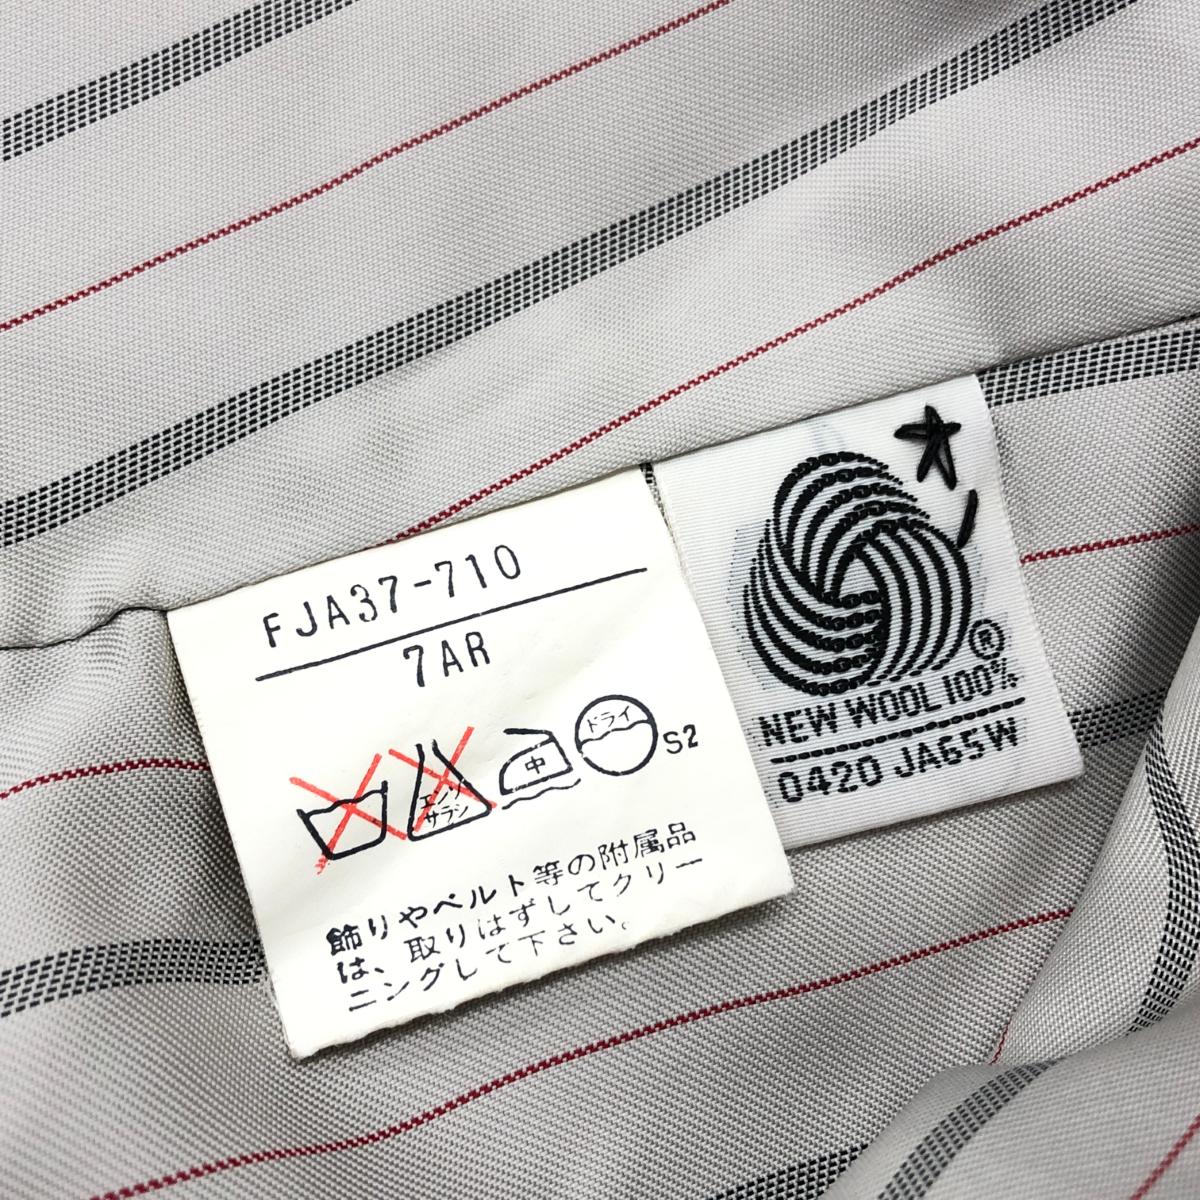 FJA37-710
7AR
エンソ
サラシ
中
ドライ
S2
飾りやベルト等の附属品
は、取りはずしてクリー
ニングして下さい。
®
NEW WOOL 100%
0420 JA65W